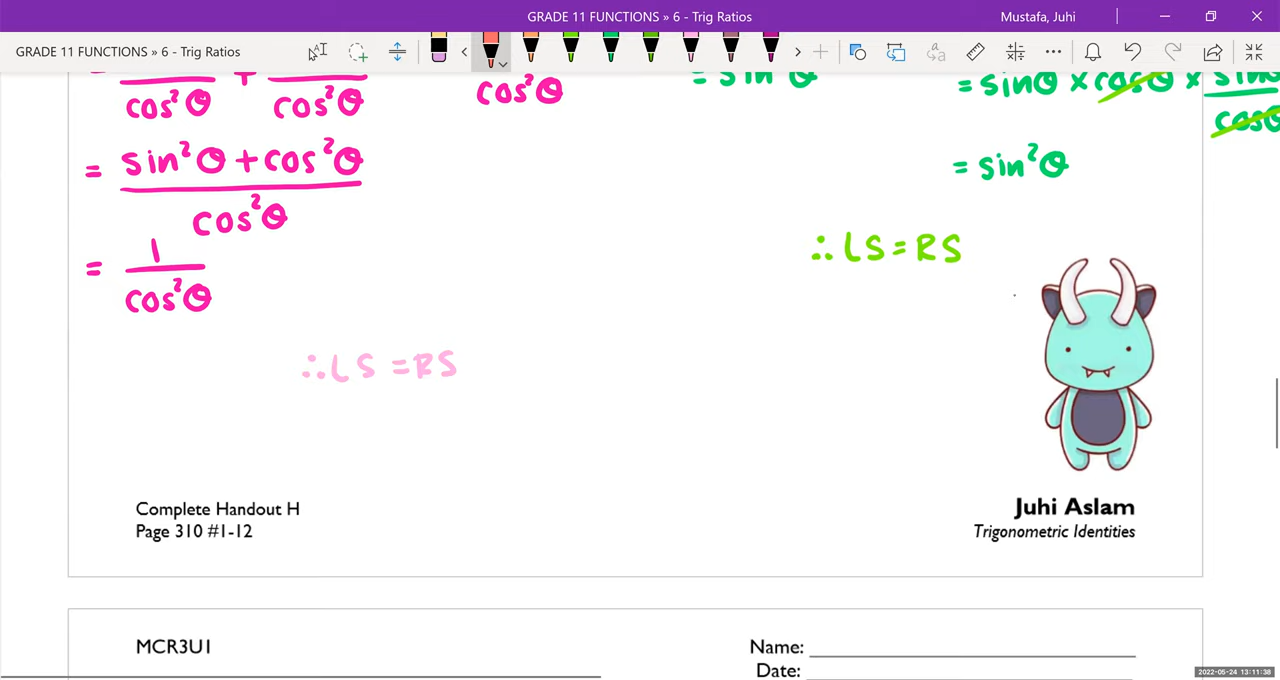 GRADE 11 FUNCTIONS » 6 - Trig Ratios
Mustafa, Juhi
GRADE 11 FUNCTIONS » 6 - Trig Ratios
cos²θ + cos²θ
= sin²θ + cos²θ
cos²θ
= 1
cos²θ
∴ LS = RS
cos²θ
= sin²θ
= sinθ × cosθ × sinθ
cosθ
= sin²θ
∴ LS = RS
Complete Handout H
Page 310 #1-12
Juhi Aslam
Trigonometric Identities
MCR3U1
Name:
Date:
2022-05-24 13:11:38